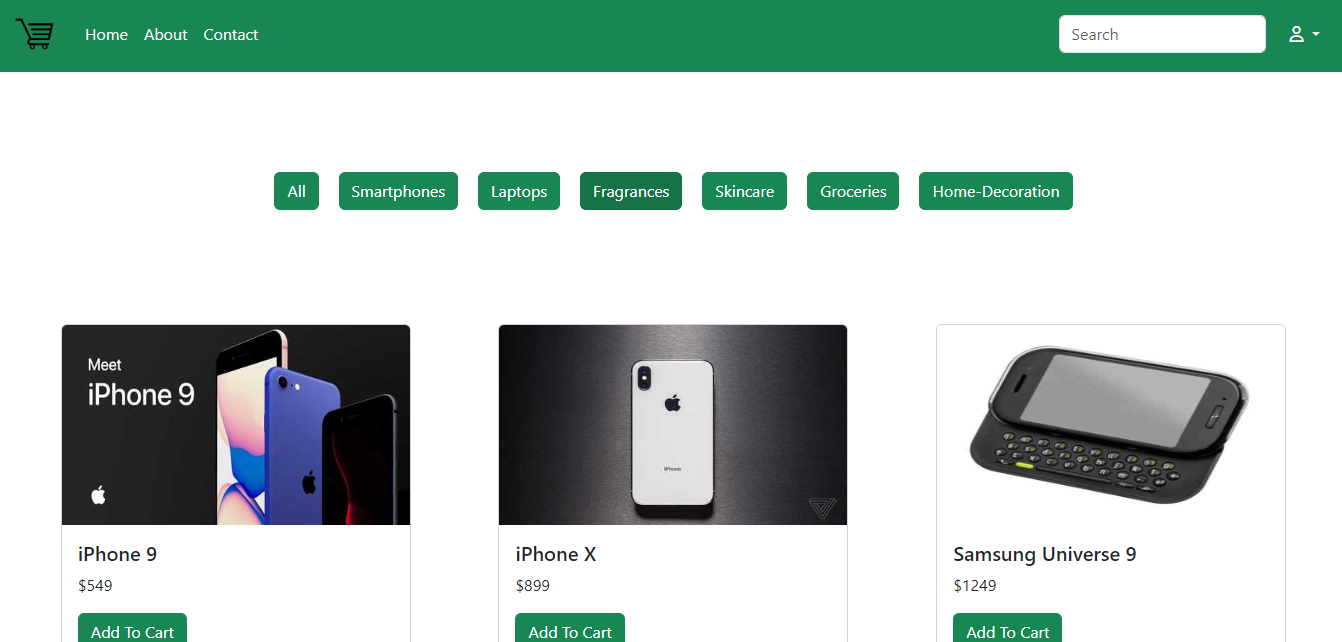 Home About Contact Search
All Smartphones Laptops Fragrances Skincare Groceries Home-Decoration
Meet
iPhone 9
iPhone
iPhone 9
$549
Add To Cart
iPhone X
$899
Add To Cart
Samsung Universe 9
$1249
Add To Cart